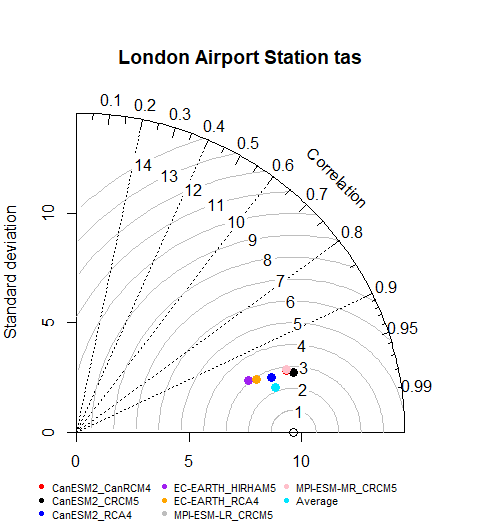 London Airport Station tas
0.1 0.2 0.3 0.4 0.5 0.6 0.7 0.8 0.9 0.95 0.99
Correlation
Standard deviation
10
5
0
14
13
12
11
10
9
8
7
6
5
4
3
2
1
0 5 10
CanESM2_CanRCM4 EC-EARTH_HIRHAM5 MPI-ESM-MR_CRCM5
CanESM2_CRCM5 EC-EARTH_RCA4 Average
CanESM2_RCA4 MPI-ESM-LR_CRCM5